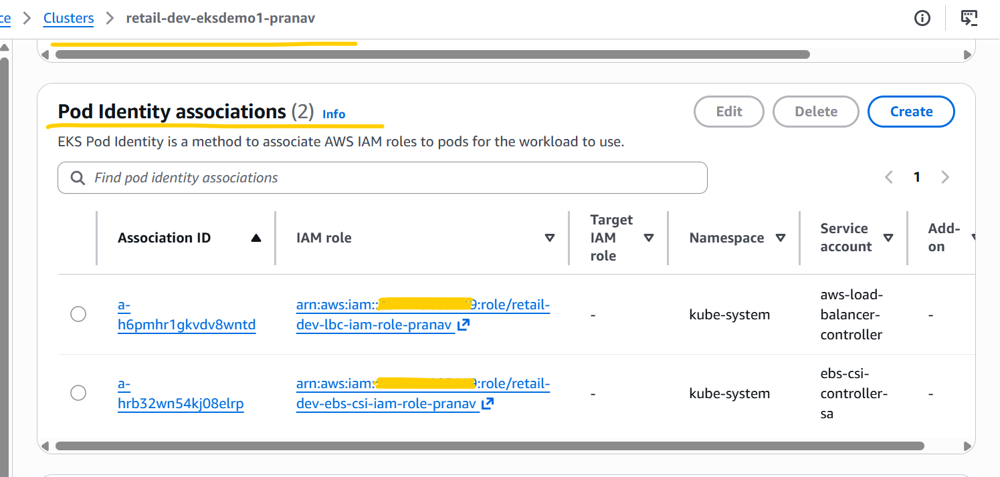 ce > Clusters > retail-dev-eksdemo1-pranav
Pod Identity associations (2) Info
Edit
Delete
Create
EKS Pod Identity is a method to associate AWS IAM roles to pods for the workload to use.
Find pod identity associations
1
Association ID
IAM role
Target
IAM
role
Namespace
Service
account
Add-
on
a-
h6pmhr1gkvdv8wntd
arn:aws:iam:: 9:role/retail-
dev-lbc-iam-role-pranav
-
kube-system
aws-load-
balancer-
controller
-
a-
hrb32wn54kj08elrp
arn:aws:iam: 9:role/retail-
dev-ebs-csi-iam-role-pranav
-
kube-system
ebs-csi-
controller-
sa
-